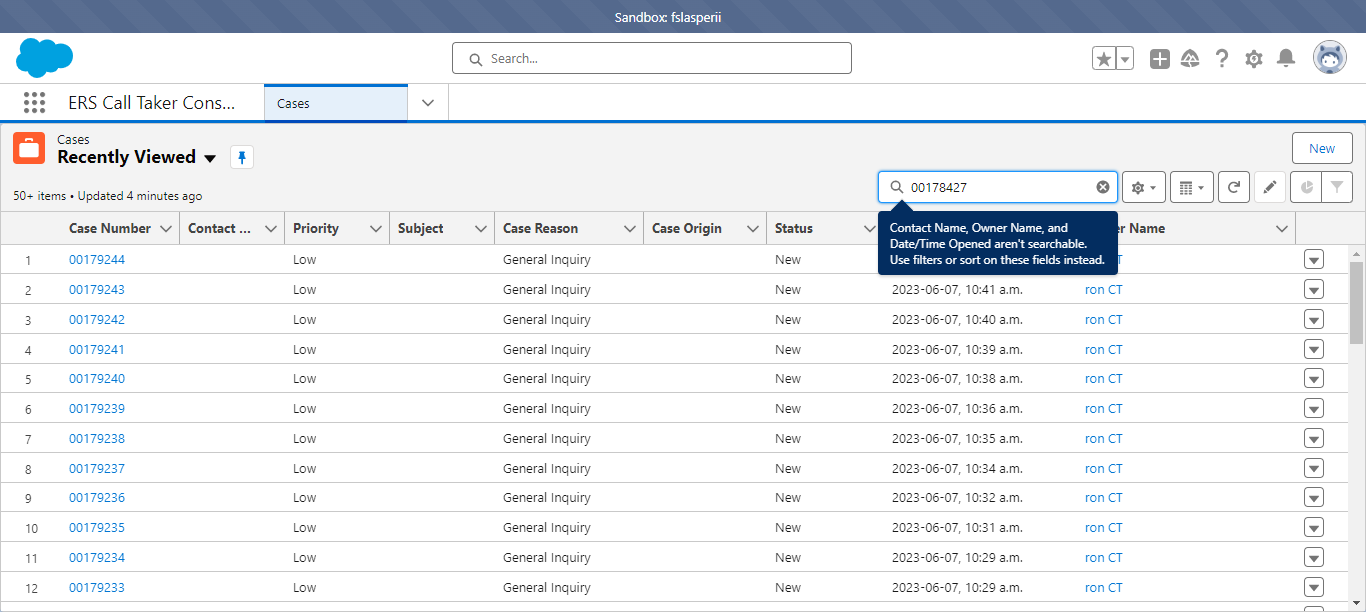 Sandbox: fslasperii
Search...
ERS Call Taker Cons...
Cases
Cases
Recently Viewed
New
50+ items • Updated 4 minutes ago
00178427
Case Number Contact ... Priority Subject Case Reason Case Origin Status r Name
Contact Name, Owner Name, and
Date/Time Opened aren't searchable.
Use filters or sort on these fields instead.
1 00179244 Low General Inquiry New
2 00179243 Low General Inquiry New 2023-06-07, 10:41 a.m. ron CT
3 00179242 Low General Inquiry New 2023-06-07, 10:40 a.m. ron CT
4 00179241 Low General Inquiry New 2023-06-07, 10:39 a.m. ron CT
5 00179240 Low General Inquiry New 2023-06-07, 10:38 a.m. ron CT
6 00179239 Low General Inquiry New 2023-06-07, 10:36 a.m. ron CT
7 00179238 Low General Inquiry New 2023-06-07, 10:35 a.m. ron CT
8 00179237 Low General Inquiry New 2023-06-07, 10:34 a.m. ron CT
9 00179236 Low General Inquiry New 2023-06-07, 10:32 a.m. ron CT
10 00179235 Low General Inquiry New 2023-06-07, 10:31 a.m. ron CT
11 00179234 Low General Inquiry New 2023-06-07, 10:29 a.m. ron CT
12 00179233 Low General Inquiry New 2023-06-07, 10:29 a.m. ron CT